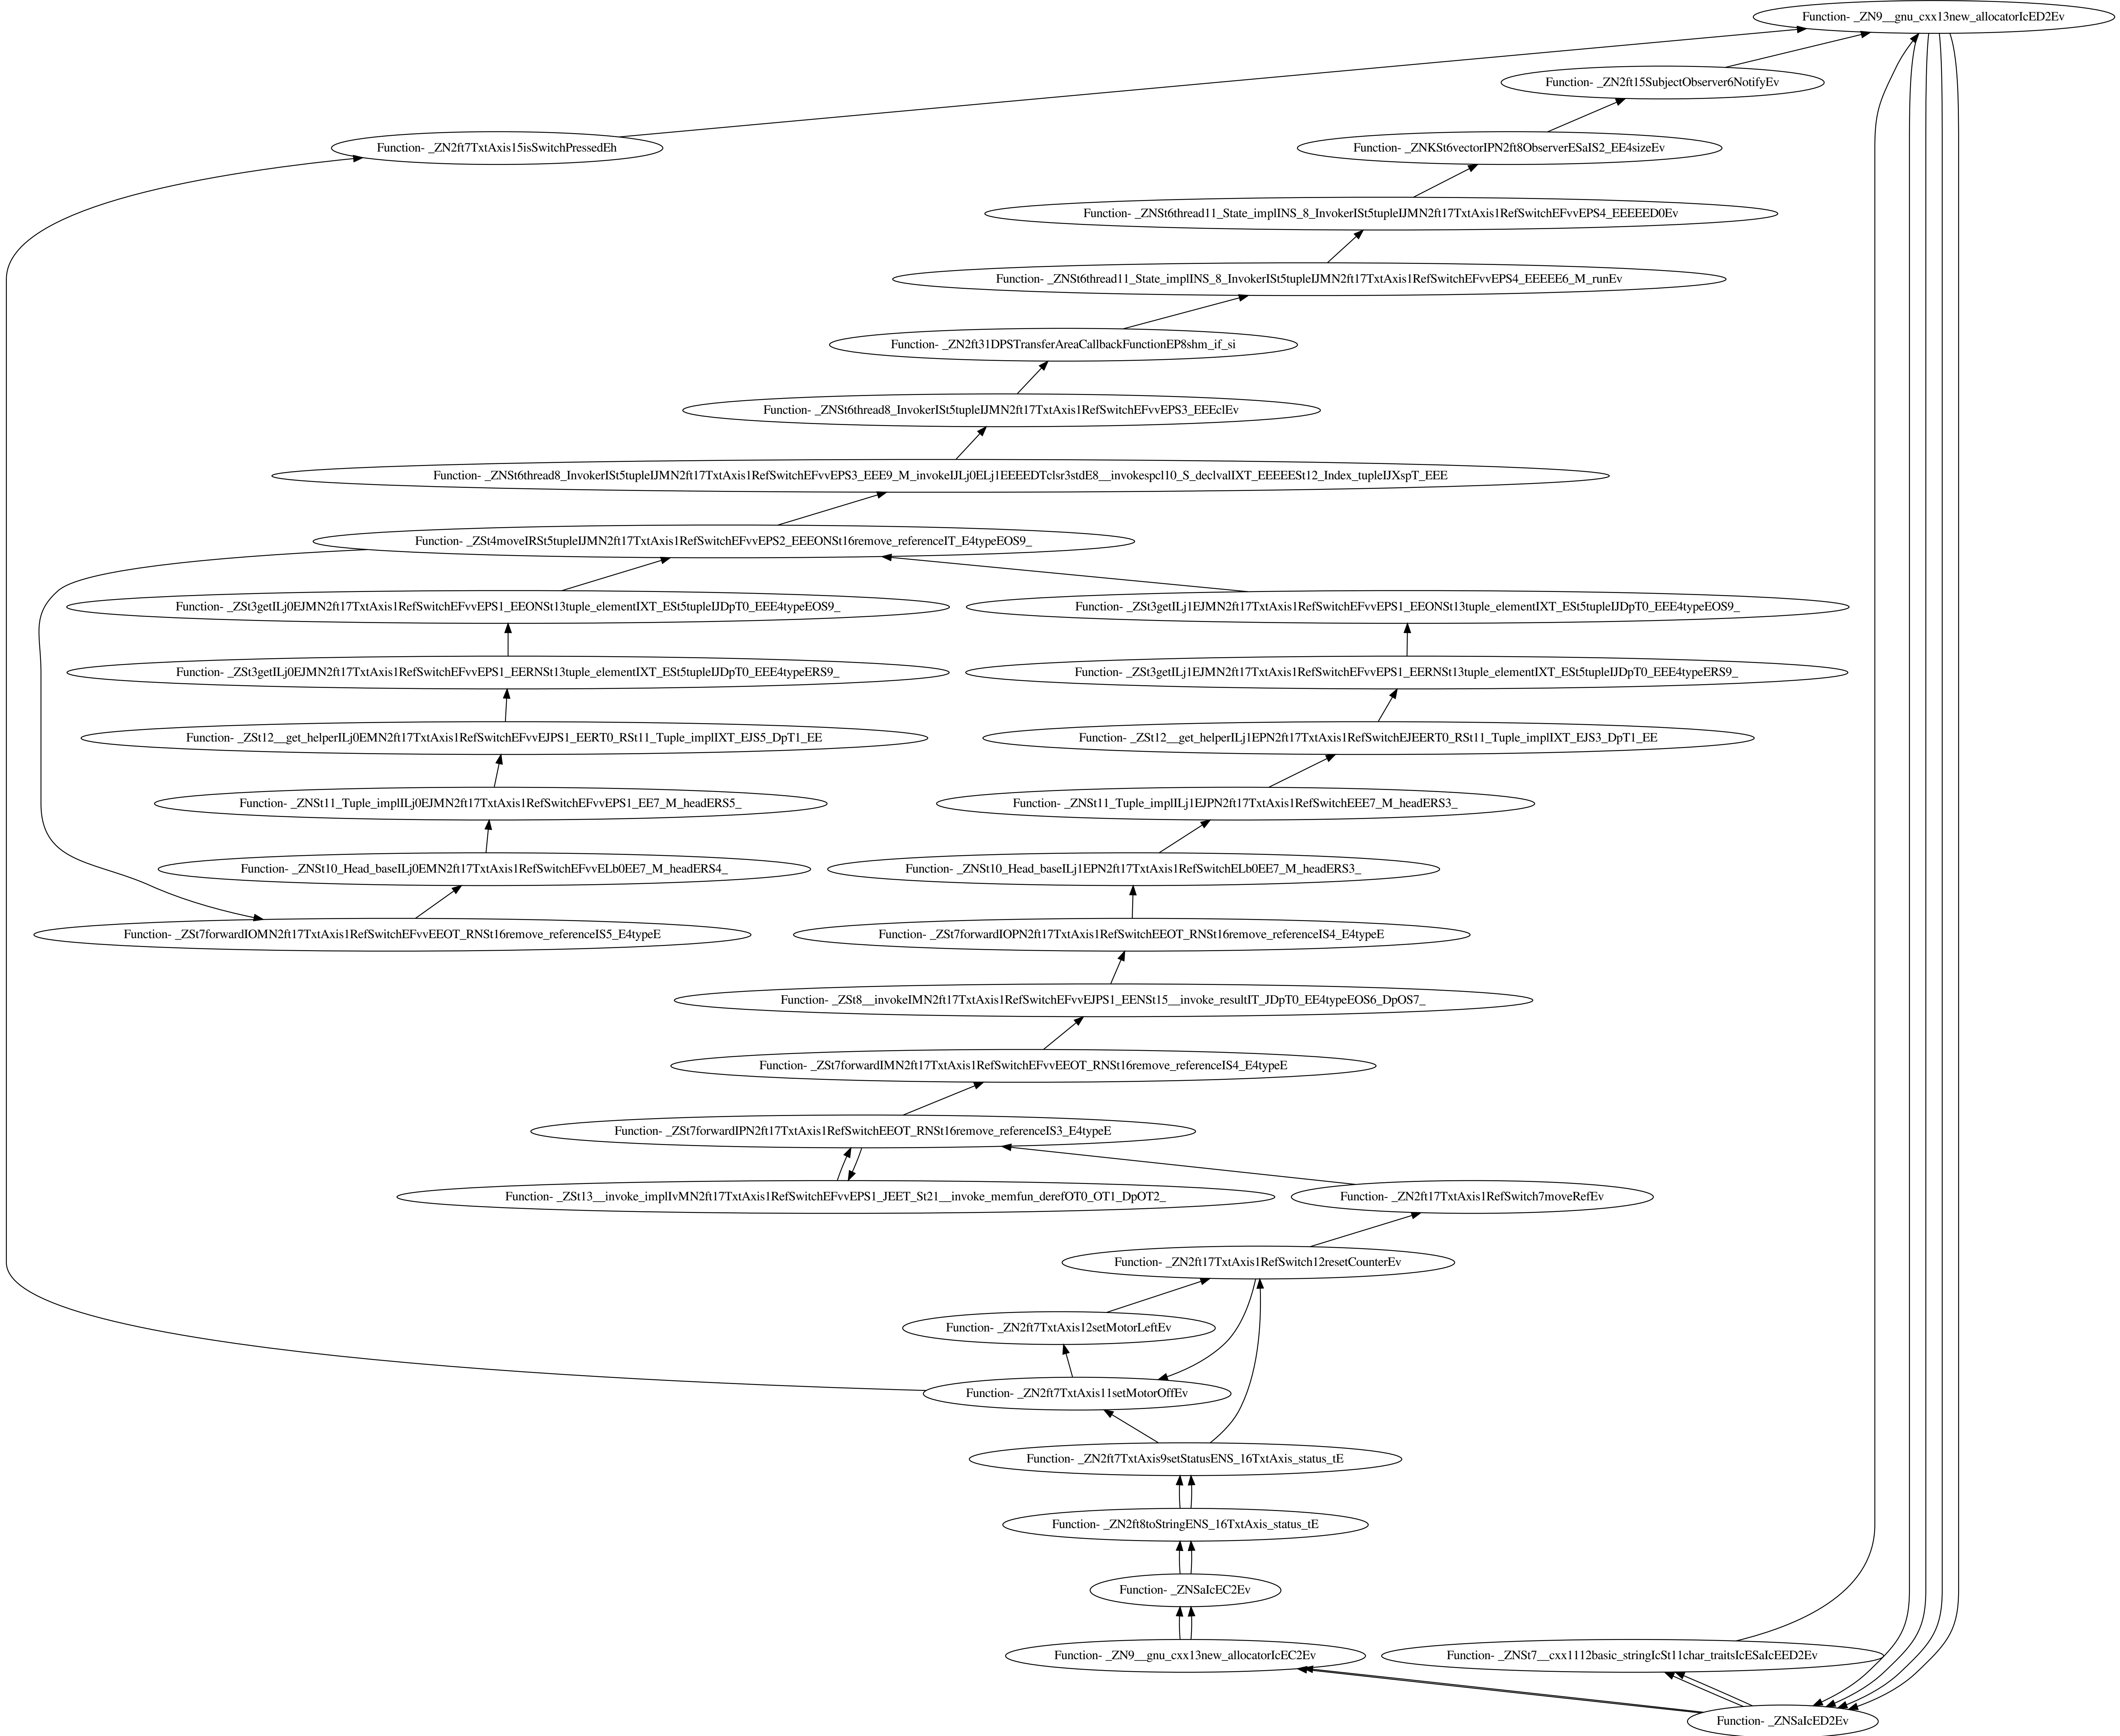 Function- _ZN9__gnu_cxx13new_allocatorIcED2Ev
Function- _ZN2ft15SubjectObserver6NotifyEv
Function- _ZN2ft7TxtAxis15isSwitchPressedEh
Function- _ZNKSt6vectorIPN2ft8ObserverESaIS2_EE4sizeEv
Function- _ZNSt6thread11_State_implINS_8_InvokerISt5tupleIJMN2ft17TxtAxis1RefSwitchEFvvEPS4_EEEEED0Ev
Function- _ZNSt6thread11_State_implINS_8_InvokerISt5tupleIJMN2ft17TxtAxis1RefSwitchEFvvEPS4_EEEEE6_M_runEv
Function- _ZN2ft31DPSTransferAreaCallbackFunctionEP8shm_if_si
Function- _ZNSt6thread8_InvokerISt5tupleIJMN2ft17TxtAxis1RefSwitchEFvvEPS3_EEEclEv
Function- _ZNSt6thread8_InvokerISt5tupleIJMN2ft17TxtAxis1RefSwitchEFvvEPS3_EEE9_M_invokeIJLj0ELj1EEEEDTclsr3stdE8__invokespcl10_S_declvalIXT_EEEEESt12_Index_tupleIJXspT_EEE
Function- _ZSt4moveIRSt5tupleIJMN2ft17TxtAxis1RefSwitchEFvvEPS2_EEEONSt16remove_referenceIT_E4typeEOS9_
Function- _ZSt3getILj0EJMN2ft17TxtAxis1RefSwitchEFvvEPS1_EEONSt13tuple_elementIXT_ESt5tupleIJDpT0_EEE4typeEOS9_
Function- _ZSt3getILj1EJMN2ft17TxtAxis1RefSwitchEFvvEPS1_EEONSt13tuple_elementIXT_ESt5tupleIJDpT0_EEE4typeEOS9_
Function- _ZSt3getILj0EJMN2ft17TxtAxis1RefSwitchEFvvEPS1_EERNSt13tuple_elementIXT_ESt5tupleIJDpT0_EEE4typeERS9_
Function- _ZSt3getILj1EJMN2ft17TxtAxis1RefSwitchEFvvEPS1_EERNSt13tuple_elementIXT_ESt5tupleIJDpT0_EEE4typeERS9_
Function- _ZSt12__get_helperILj0EMN2ft17TxtAxis1RefSwitchEFvvEJPS1_EERT0_RSt11_Tuple_implIXT_EJS5_DpT1_EE
Function- _ZSt12__get_helperILj1EPN2ft17TxtAxis1RefSwitchEJEERT0_RSt11_Tuple_implIXT_EJS3_DpT1_EE
Function- _ZNSt11_Tuple_implILj0EJMN2ft17TxtAxis1RefSwitchEFvvEPS1_EE7_M_headERS5_
Function- _ZNSt11_Tuple_implILj1EJPN2ft17TxtAxis1RefSwitchEEE7_M_headERS3_
Function- _ZNSt10_Head_baseILj0EMN2ft17TxtAxis1RefSwitchEFvvELb0EE7_M_headERS4_
Function- _ZNSt10_Head_baseILj1EPN2ft17TxtAxis1RefSwitchELb0EE7_M_headERS3_
Function- _ZSt7forwardIOMN2ft17TxtAxis1RefSwitchEFvvEEOT_RNSt16remove_referenceIS5_E4typeE
Function- _ZSt7forwardIOPN2ft17TxtAxis1RefSwitchEEOT_RNSt16remove_referenceIS4_E4typeE
Function- _ZSt8__invokeIMN2ft17TxtAxis1RefSwitchEFvvEJPS1_EENSt15__invoke_resultIT_JDpT0_EE4typeEOS6_DpOS7_
Function- _ZSt7forwardIMN2ft17TxtAxis1RefSwitchEFvvEEOT_RNSt16remove_referenceIS4_E4typeE
Function- _ZSt7forwardIPN2ft17TxtAxis1RefSwitchEEOT_RNSt16remove_referenceIS3_E4typeE
Function- _ZSt13__invoke_implIvMN2ft17TxtAxis1RefSwitchEFvvEPS1_JEET_St21__invoke_memfun_derefOT0_OT1_DpOT2_
Function- _ZN2ft17TxtAxis1RefSwitch7moveRefEv
Function- _ZN2ft17TxtAxis1RefSwitch12resetCounterEv
Function- _ZN2ft7TxtAxis12setMotorLeftEv
Function- _ZN2ft7TxtAxis11setMotorOffEv
Function- _ZN2ft7TxtAxis9setStatusENS_16TxtAxis_status_tE
Function- _ZN2ft8toStringENS_16TxtAxis_status_tE
Function- _ZNSaIcEC2Ev
Function- _ZN9__gnu_cxx13new_allocatorIcEC2Ev
Function- _ZNSt7__cxx1112basic_stringIcSt11char_traitsIcESaIcEED2Ev
Function- _ZNSaIcED2Ev